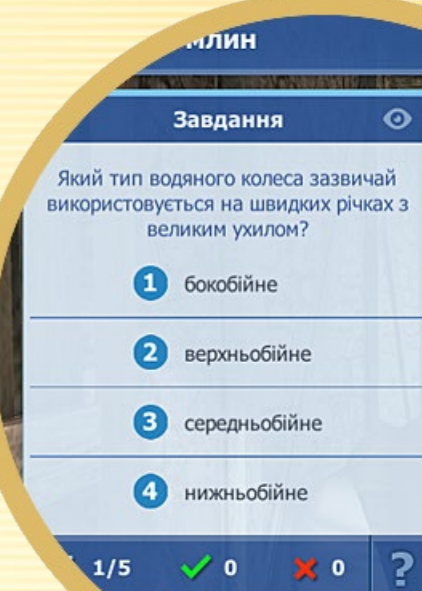 Завдання
Який тип водяного колеса зазвичай
використовується на швидких річках з
великим ухилом?
1 бокобійне
2 верхньобійне
3 середньобійне
4 нижньобійне
1/5 0 0 ?